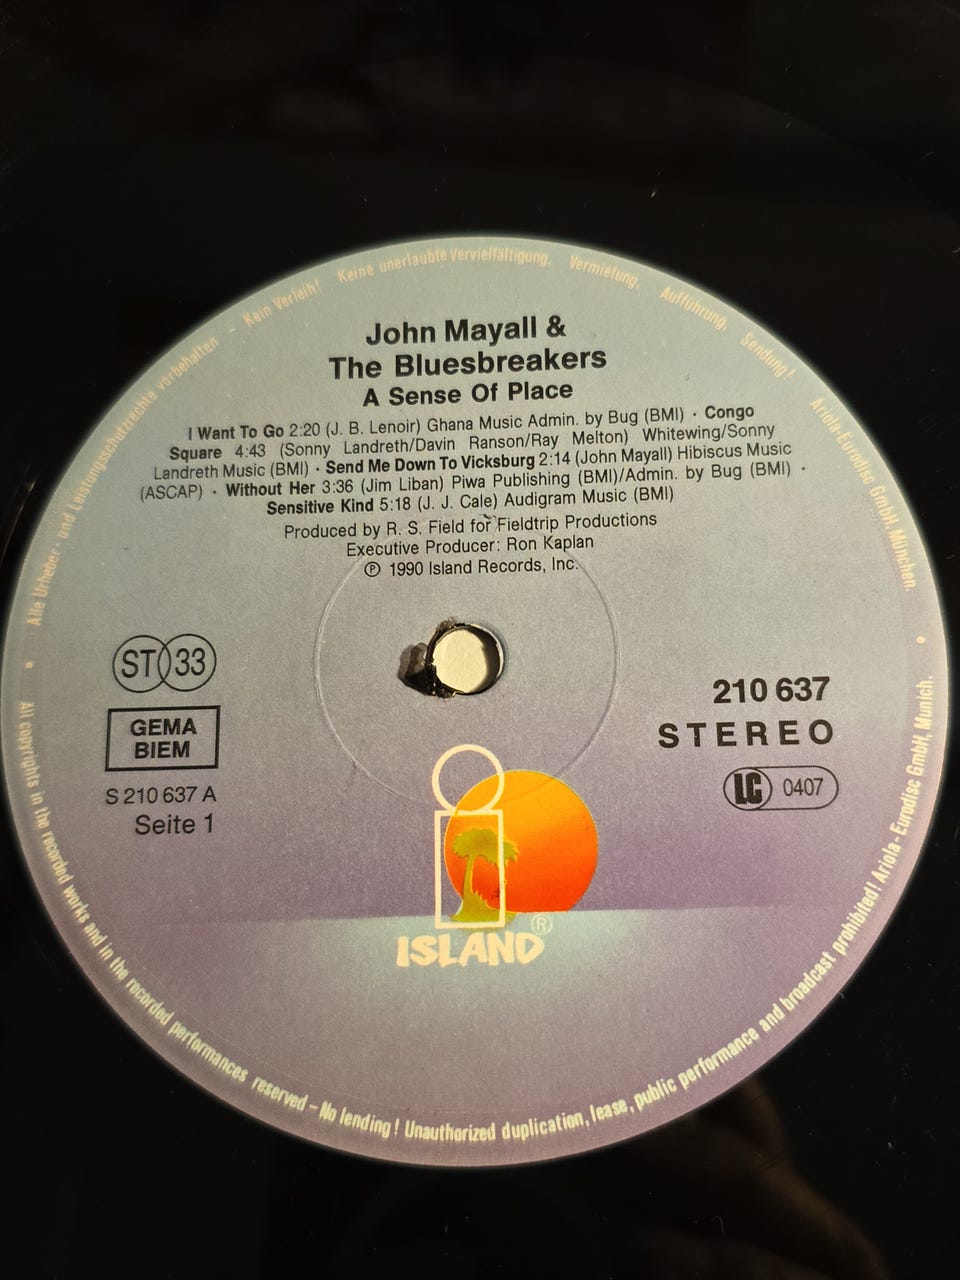 Alle Urheber- und Leistungsschutzrechte vorbehalten – Kein Verleih! Keine unerlaubte Vervielfältigung, Vermietung, Aufführung, Sendung!
Ariola-Eurodisc GmbH, München.
John Mayall &
The Bluesbreakers
A Sense Of Place
I Want To Go 2:20 (J. B. Lenoir) Ghana Music Admin. by Bug (BMI) · Congo
Square 4:43 (Sonny Landreth/Davin Ranson/Ray Melton) Whitewing/Sonny
Landreth Music (BMI) · Send Me Down To Vicksburg 2:14 (John Mayall) Hibiscus Music
(ASCAP) · Without Her 3:36 (Jim Liban) Piwa Publishing (BMI)/Admin. by Bug (BMI) ·
Sensitive Kind 5:18 (J. J. Cale) Audigram Music (BMI)
Produced by R. S. Field for Fieldtrip Productions
Executive Producer: Ron Kaplan
℗ 1990 Island Records, Inc.
ST 33
GEMA
BIEM
S 210 637 A
Seite 1
210 637
STEREO
LC 0407
ISLAND ®
All copyrights in the recorded works and in the recorded performances reserved – No lending! Unauthorized duplication, lease, public performance and broadcast prohibited! Ariola-Eurodisc GmbH, Munich.